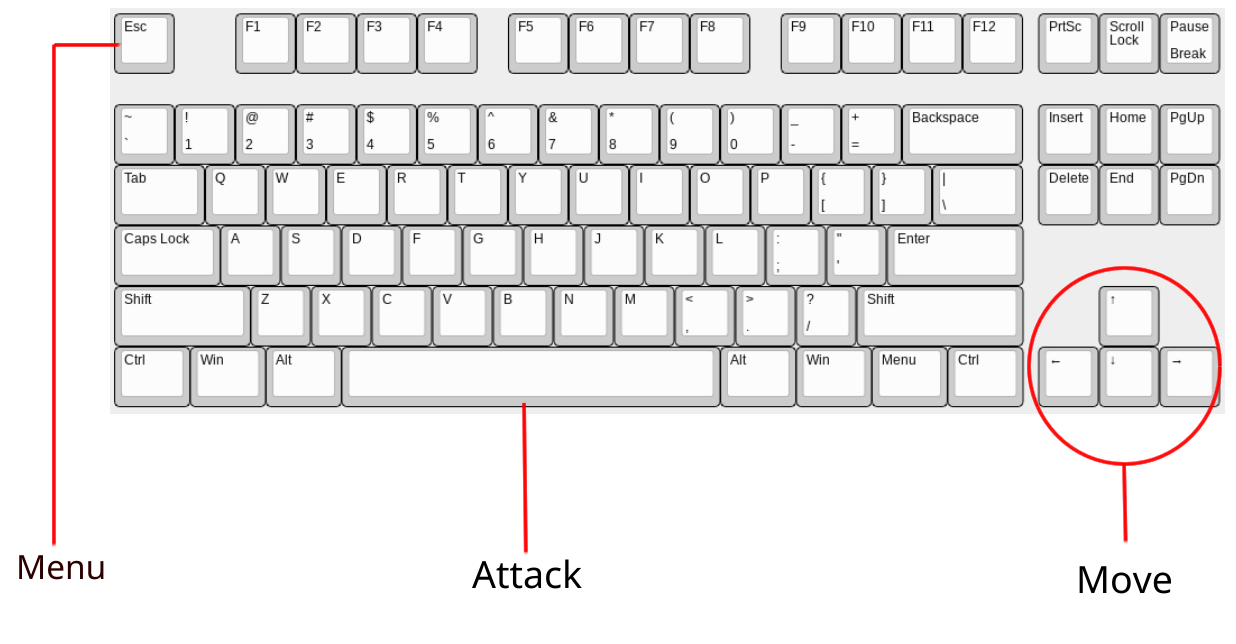 Esc F1 F2 F3 F4 F5 F6 F7 F8 F9 F10 F11 F12 PrtSc Scroll Pause
Lock
Break
~ ! @ # $ % ^ & * ( ) _ + Backspace Insert Home PgUp
` 1 2 3 4 5 6 7 8 9 0 - =
Tab Q W E R T Y U I O P { } | Delete End PgDn
[ ] \
Caps Lock A S D F G H J K L : " Enter
; '
Shift Z X C V B N M < > ? Shift ↑
, . /
Ctrl Win Alt Alt Win Menu Ctrl ← ↓ →
Menu
Attack
Move